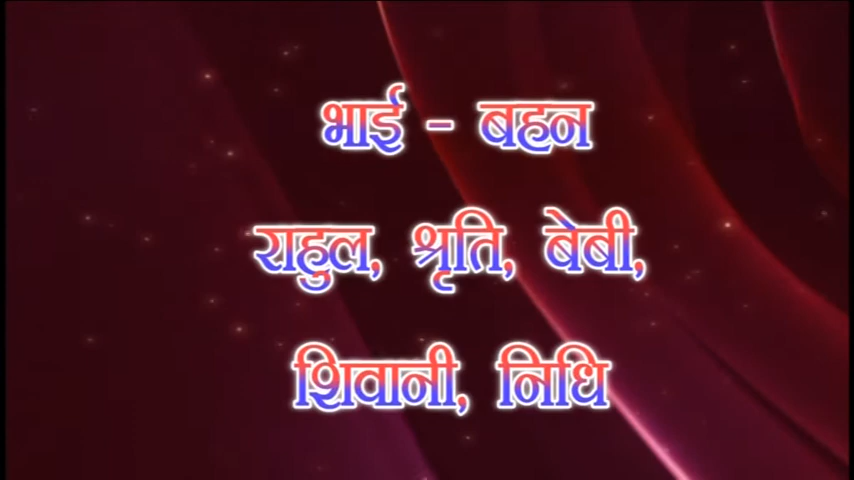 भाई - बहन
राहुल, श्रृति, बेबी,
शिवानी, निधि